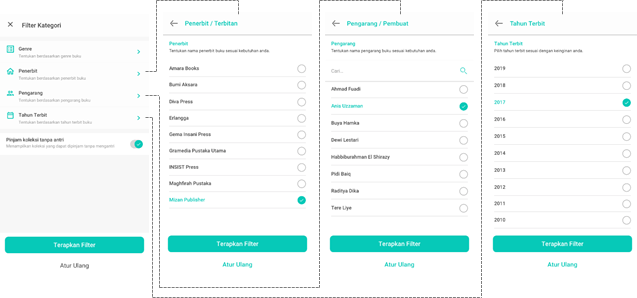 Filter Kategori
Genre
Temukan berdasarkan genre buku
Penerbit
Temukan berdasarkan penerbit buku
Pengarang
Temukan berdasarkan pengarang buku
Tahun Terbit
Temukan berdasarkan tahun terbit buku
Pinjam koleksi tanpa antri
Menampilkan koleksi yang dapat dipinjam tanpa mengantri
Terapkan Filter
Atur Ulang
Penerbit / Terbitan
Penerbit
Temukan nama penerbit buku sesuai kebutuhan anda.
Amara Books
Bumi Aksara
Diva Press
Erlangga
Gema Insani Press
Gramedia Pustaka Utama
INSIST Press
Maghfirah Pustaka
Mizan Publisher
Terapkan Filter
Atur Ulang
Pengarang / Pembuat
Pengarang
Temukan nama pengarang buku sesuai kebutuhan anda.
Cari...
Ahmad Fuadi
Buya Hamka
Dewi Lestari
Habbiburahman El Shirazy
Pidi Baiq
Raditya Dika
Tere Liye
Terapkan Filter
Atur Ulang
Tahun Terbit
Tahun Terbit
Pilih tahun terbit sesuai dengan keinginan anda.
2019
2018
2017
2016
2015
2014
2013
2012
2011
2010
Terapkan Filter
Atur Ulang